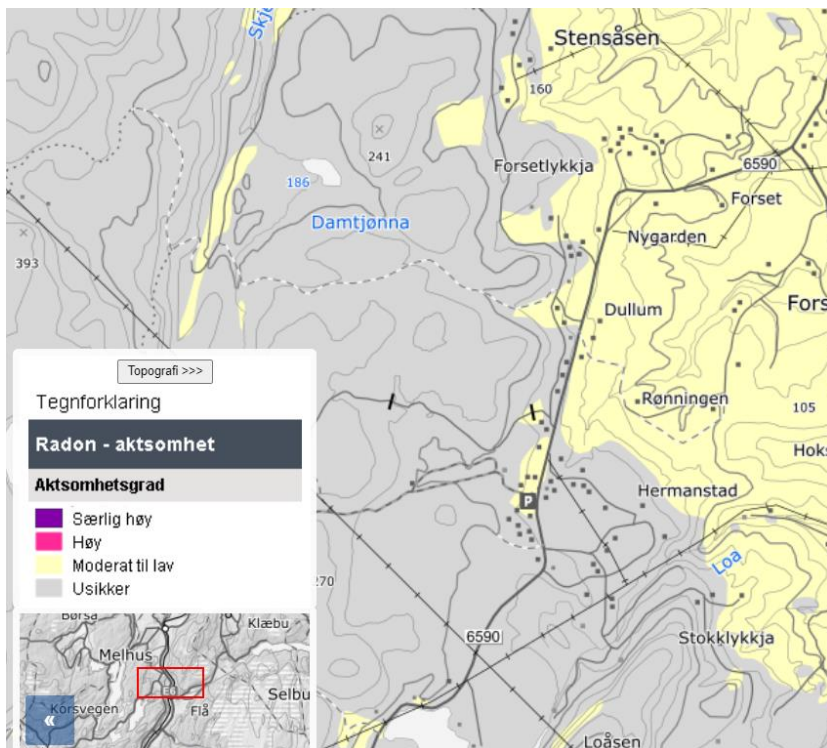 Skje
Stensåsen
160
241
Forsetlykkja
6590
186
Forset
Damtjønna
Nygarden
393
Fors
Dullum
Topografi >>>
Tegnforklaring
Rønningen
105
Radon - aktsomhet
Hoks
Aktsomhetsgrad
Hermanstad
P
Særlig høy
Høy
Moderat til lav
Loa
Usikker
270
Børsa
Klæbu
Melhus
6590
Stokklykkja
Selbu
Korsvegen
Flå
«
Loåsen